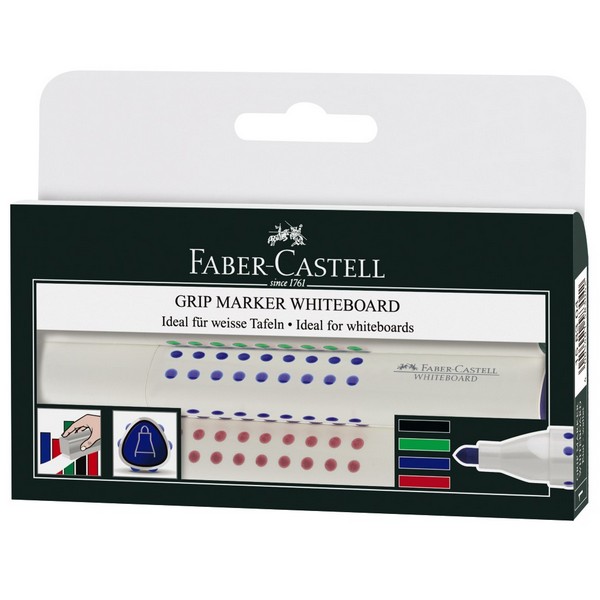 FABER-CASTELL
since 1761
GRIP MARKER WHITEBOARD
Ideal für weisse Tafeln • Ideal for whiteboards
FABER-CASTELL
WHITEBOARD